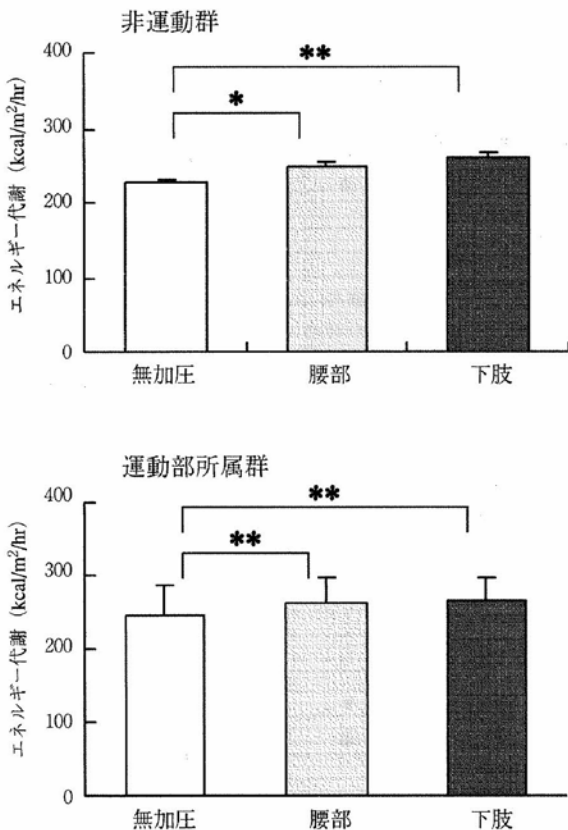 非運動群
エネルギー代謝 (kcal/m²/hr)
400
300
200
100
0
**
*
無加圧
腰部
下肢
運動部所属群
エネルギー代謝 (kcal/m²/hr)
400
300
200
100
0
**
**
無加圧
腰部
下肢